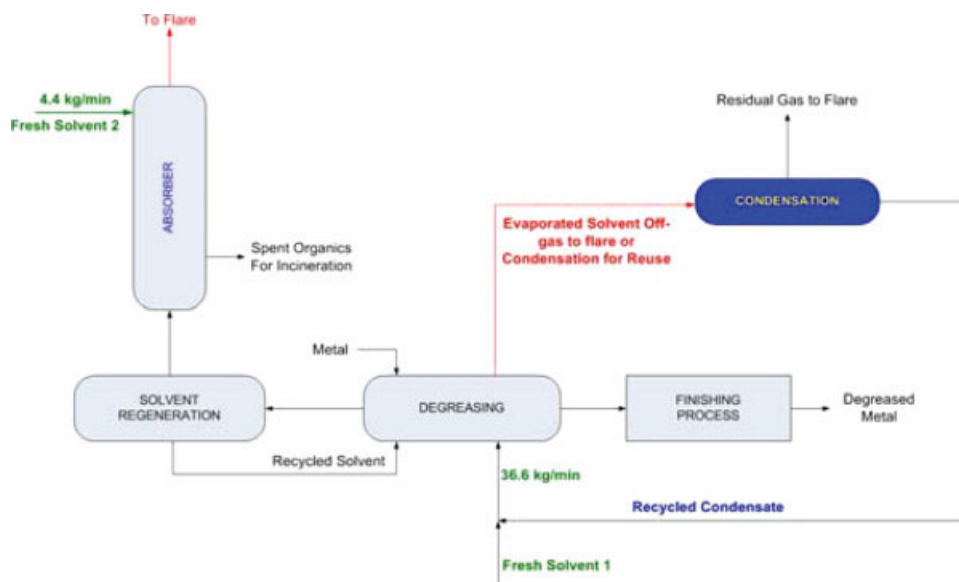 To Flare
4.4 kg/min
Fresh Solvent 2
ABSORBER
Spent Organics
For Incineration
Residual Gas to Flare
CONDENSATION
Evaporated Solvent Off-
gas to flare or
Condensation for Reuse
Metal
SOLVENT
REGENERATION
DEGREASING
FINISHING
PROCESS
Degreased
Metal
Recycled Solvent
36.6 kg/min
Recycled Condensate
Fresh Solvent 1